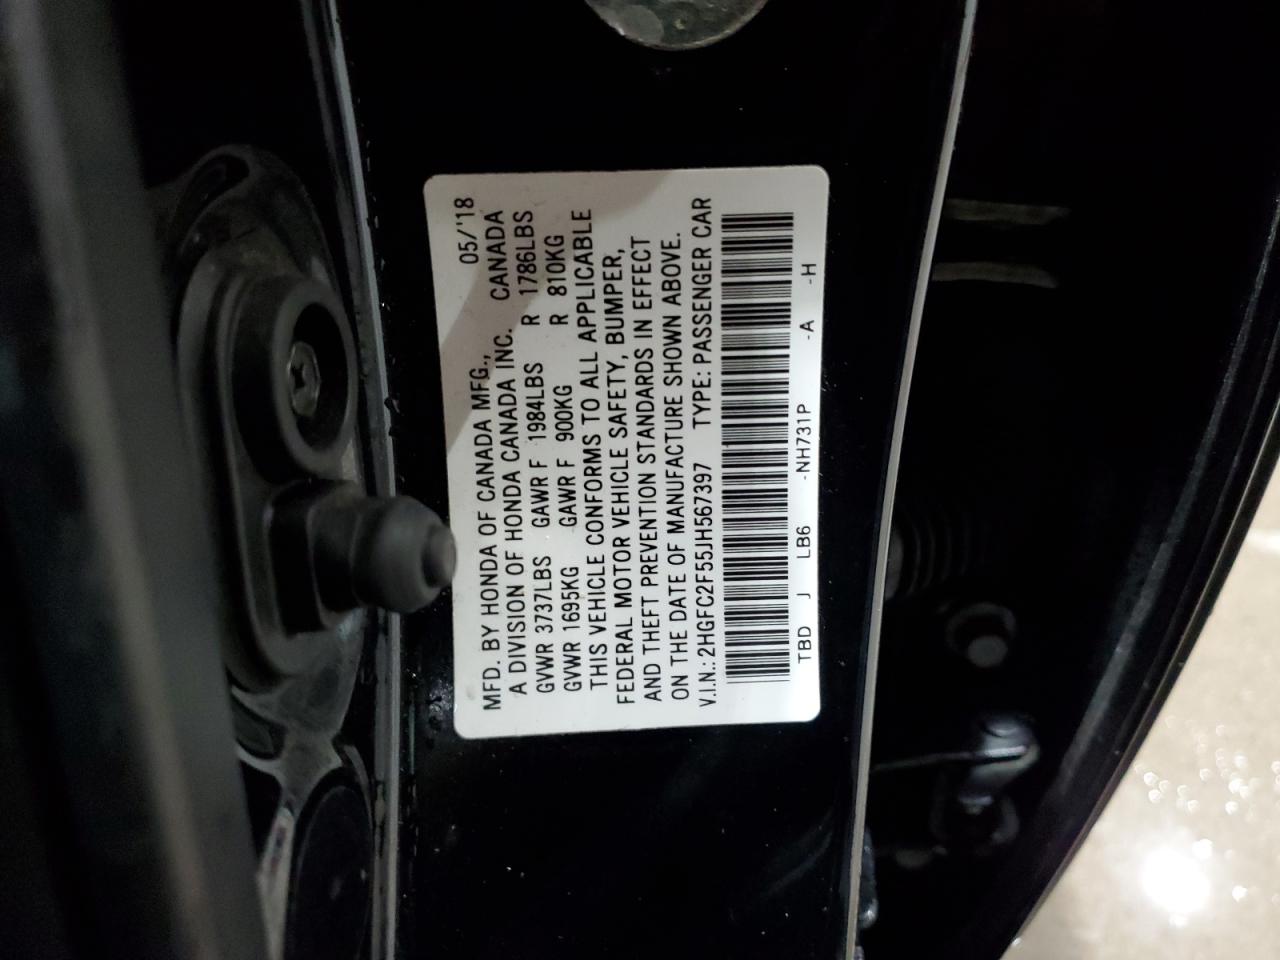 05/'18
MFD. BY HONDA OF CANADA MFG.,
A DIVISION OF HONDA CANADA INC. CANADA
GVWR 3737LBS GAWR F 1984LBS R 1786LBS
GVWR 1695KG GAWR F 900KG R 810KG
THIS VEHICLE CONFORMS TO ALL APPLICABLE
FEDERAL MOTOR VEHICLE SAFETY, BUMPER,
AND THEFT PREVENTION STANDARDS IN EFFECT
ON THE DATE OF MANUFACTURE SHOWN ABOVE.
V.I.N.: 2HGFC2F55JH567397 TYPE: PASSENGER CAR
TBD J LB6 -NH731P -A -H